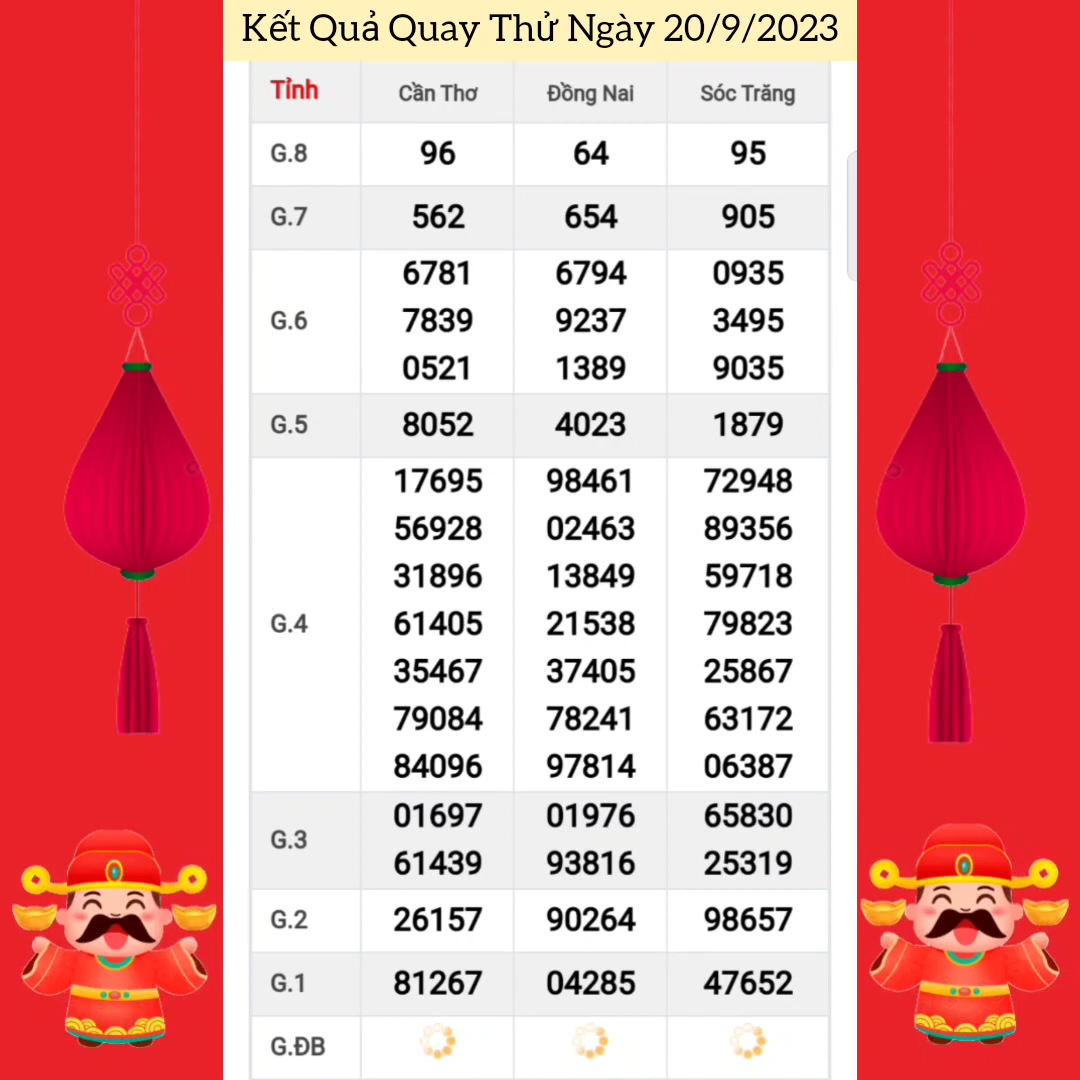 Kết Quả Quay Thử Ngày 20/9/2023
Tỉnh Cần Thơ Đồng Nai Sóc Trăng
G.8 96 64 95
G.7 562 654 905
6781 6794 0935
G.6 7839 9237 3495
0521 1389 9035
G.5 8052 4023 1879
17695 98461 72948
56928 02463 89356
31896 13849 59718
G.4 61405 21538 79823
35467 37405 25867
79084 78241 63172
84096 97814 06387
01697 01976 65830
G.3
61439 93816 25319
G.2 26157 90264 98657
G.1 81267 04285 47652
G.ĐB